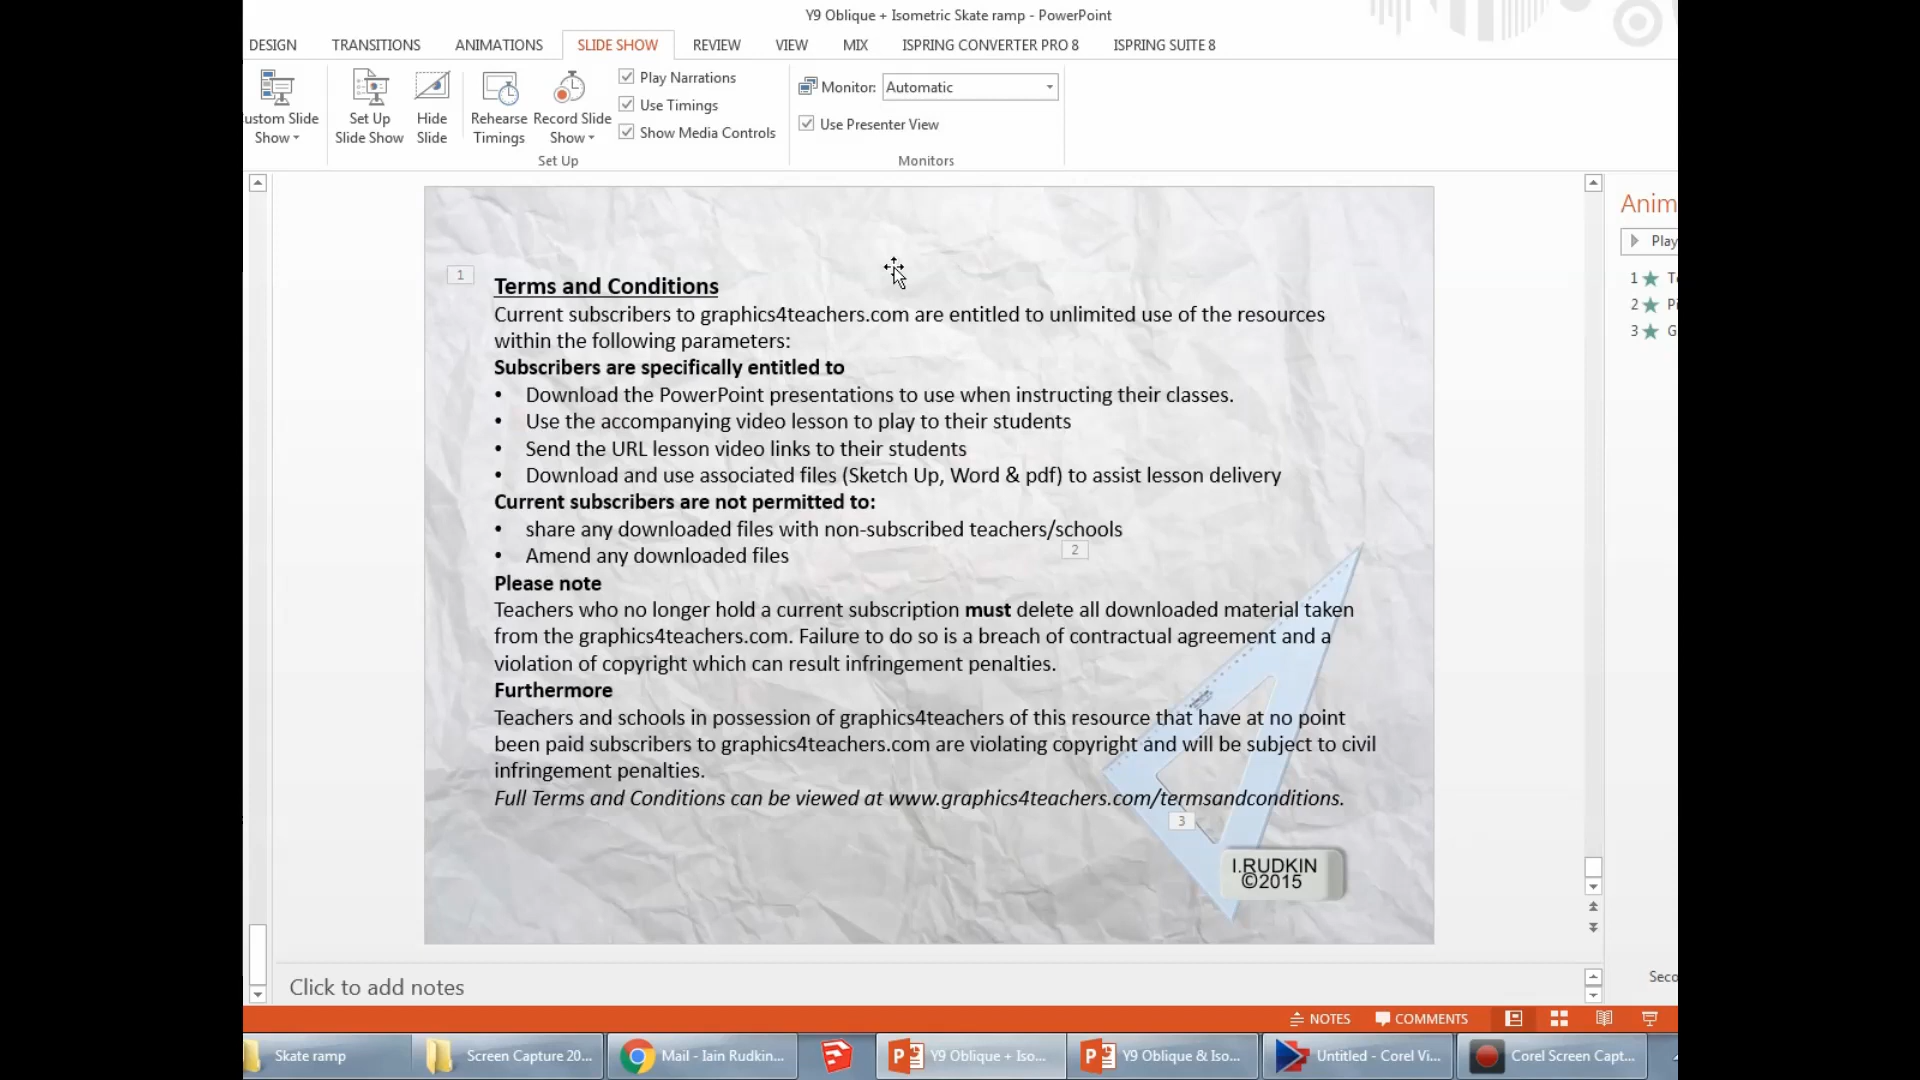 Y9 Oblique + Isometric Skate ramp - PowerPoint
DESIGN TRANSITIONS ANIMATIONS SLIDE SHOW REVIEW VIEW MIX ISPRING CONVERTER PRO 8 ISPRING SUITE 8
ustom Slide Show
Set Up Slide Show
Hide Slide
Rehearse Timings
Record Slide Show
Play Narrations
Use Timings
Show Media Controls
Set Up
Monitor: Automatic
Use Presenter View
Monitors
1
Terms and Conditions
Current subscribers to graphics4teachers.com are entitled to unlimited use of the resources
within the following parameters:
Subscribers are specifically entitled to
• Download the PowerPoint presentations to use when instructing their classes.
• Use the accompanying video lesson to play to their students
• Send the URL lesson video links to their students
• Download and use associated files (Sketch Up, Word & pdf) to assist lesson delivery
Current subscribers are not permitted to:
• share any downloaded files with non-subscribed teachers/schools
2
• Amend any downloaded files
Please note
Teachers who no longer hold a current subscription must delete all downloaded material taken
from the graphics4teachers.com. Failure to do so is a breach of contractual agreement and a
violation of copyright which can result infringement penalties.
Furthermore
Teachers and schools in possession of graphics4teachers of this resource that have at no point
been paid subscribers to graphics4teachers.com are violating copyright and will be subject to civil
infringement penalties.
Full Terms and Conditions can be viewed at www.graphics4teachers.com/termsandconditions.
3
I.RUDKIN
©2015
Anim
Play
1 T
2 Pi
3 G
Seco
Click to add notes
NOTES COMMENTS
Skate ramp
Screen Capture 20...
Mail - Iain Rudkin...
Y9 Oblique + Iso...
Y9 Oblique & Iso...
Untitled - Corel Vi...
Corel Screen Capt...